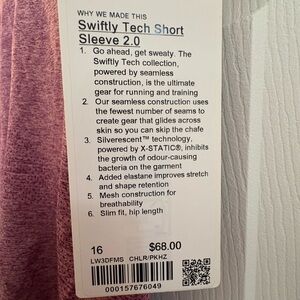 WHY WE MADE THIS
Swiftly Tech Short
Sleeve 2.0
1. Go ahead, get sweaty. The
Swiftly Tech collection,
powered by seamless
construction, is the ultimate
gear for running and training
2. Our seamless construction uses
the fewest number of seams to
create gear that glides across
skin so you can skip the chafe
3. Silverescent™ technology,
powered by X-STATIC®, inhibits
the growth of odour-causing
bacteria on the garment
4. Added elastane improves stretch
and shape retention
5. Mesh construction for
breathability
6. Slim fit, hip length
16 $68.00
LW3DFMS CHLR/PKHZ
000157676049